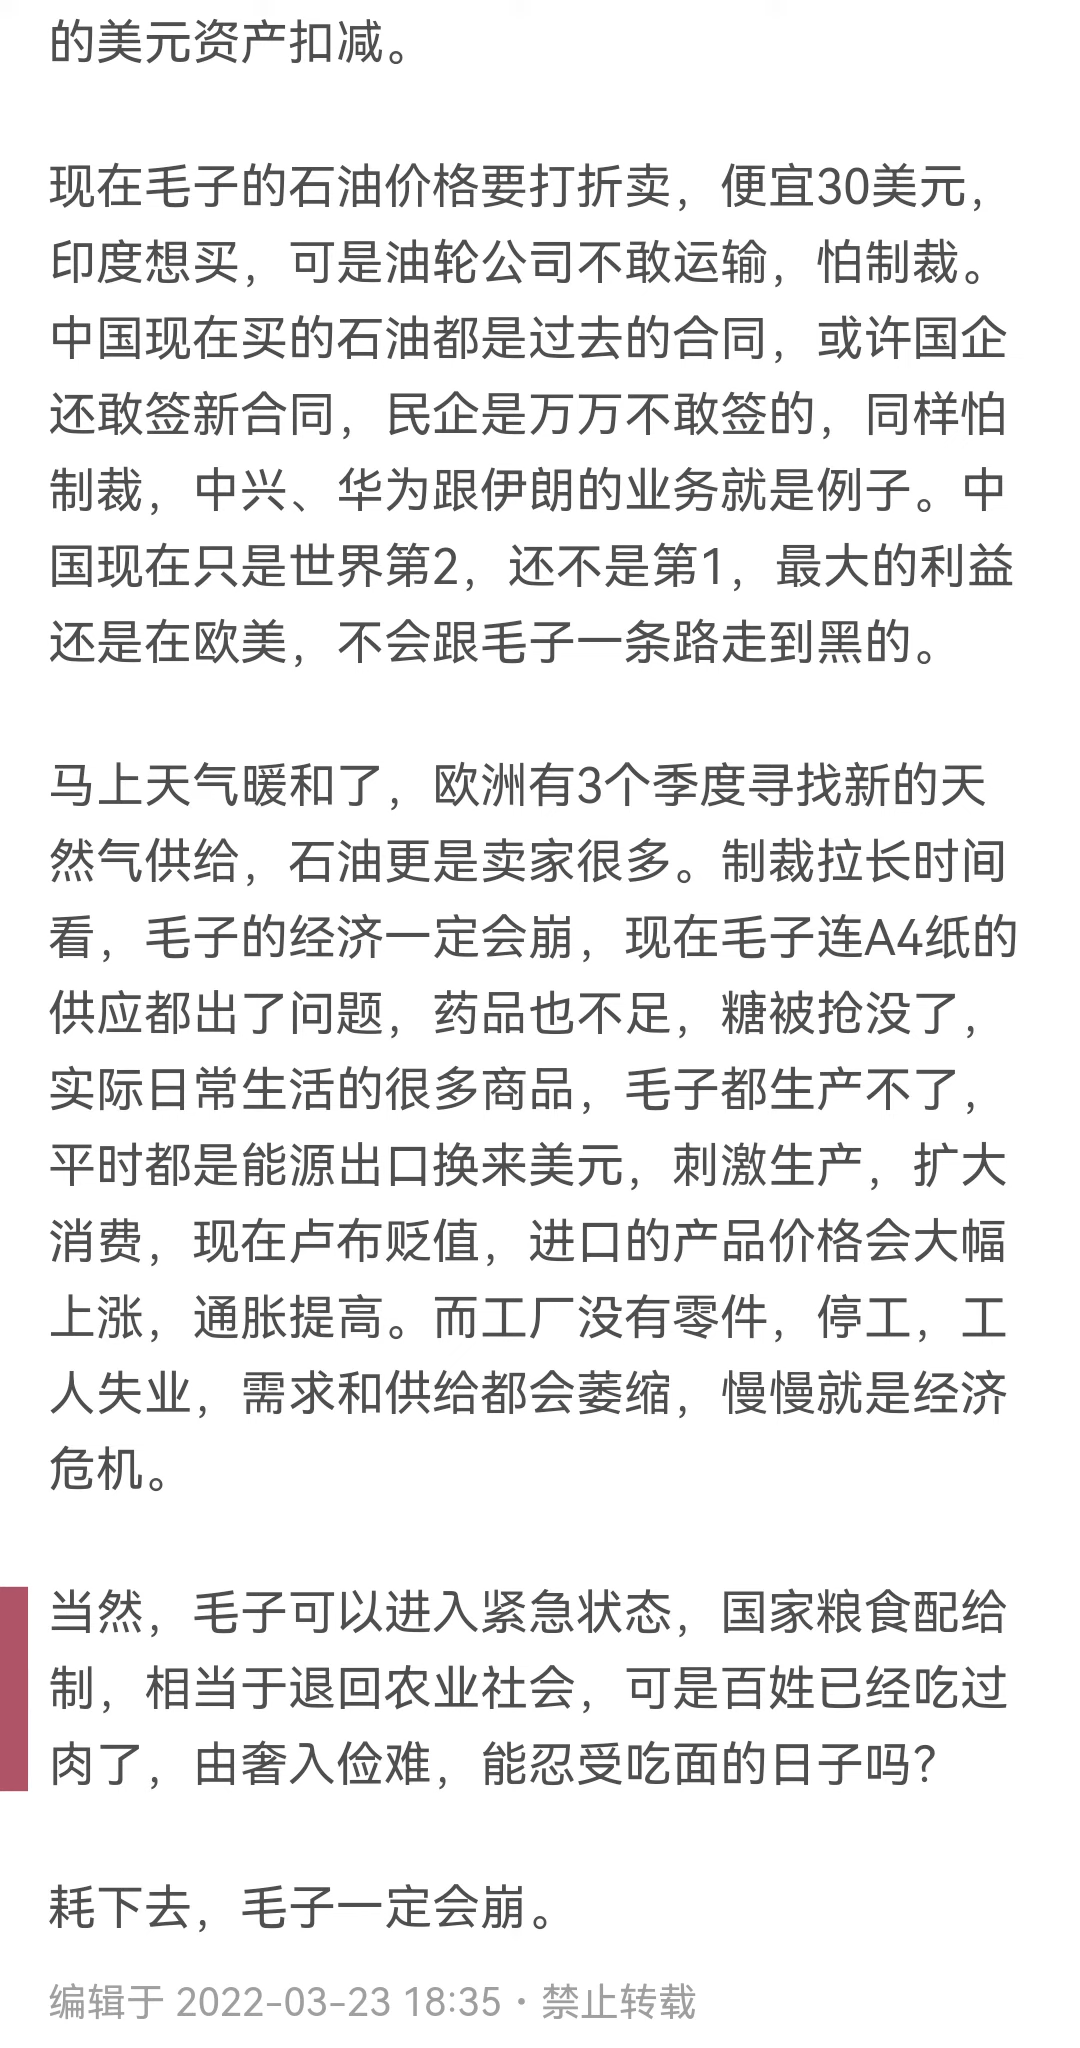 的美元资产扣减。
现在毛子的石油价格要打折卖，便宜30美元，
印度想买，可是油轮公司不敢运输，怕制裁。
中国现在买的石油都是过去的合同，或许国企
还敢签新合同，民企是万万不敢签的，同样怕
制裁，中兴、华为跟伊朗的业务就是例子。中
国现在只是世界第2，还不是第1，最大的利益
还是在欧美，不会跟毛子一条路走到黑的。
马上天气暖和了，欧洲有3个季度寻找新的天
然气供给，石油更是卖家很多。制裁拉长时间
看，毛子的经济一定会崩，现在毛子连A4纸的
供应都出了问题，药品也不足，糖被抢没了，
实际日常生活的很多商品，毛子都生产不了，
平时都是能源出口换来美元，刺激生产，扩大
消费，现在卢布贬值，进口的产品价格会大幅
上涨，通胀提高。而工厂没有零件，停工，工
人失业，需求和供给都会萎缩，慢慢就是经济
危机。
当然，毛子可以进入紧急状态，国家粮食配给
制，相当于退回农业社会，可是百姓已经吃过
肉了，由奢入俭难，能忍受吃面的日子吗？
耗下去，毛子一定会崩。
编辑于 2022-03-23 18:35・禁止转载